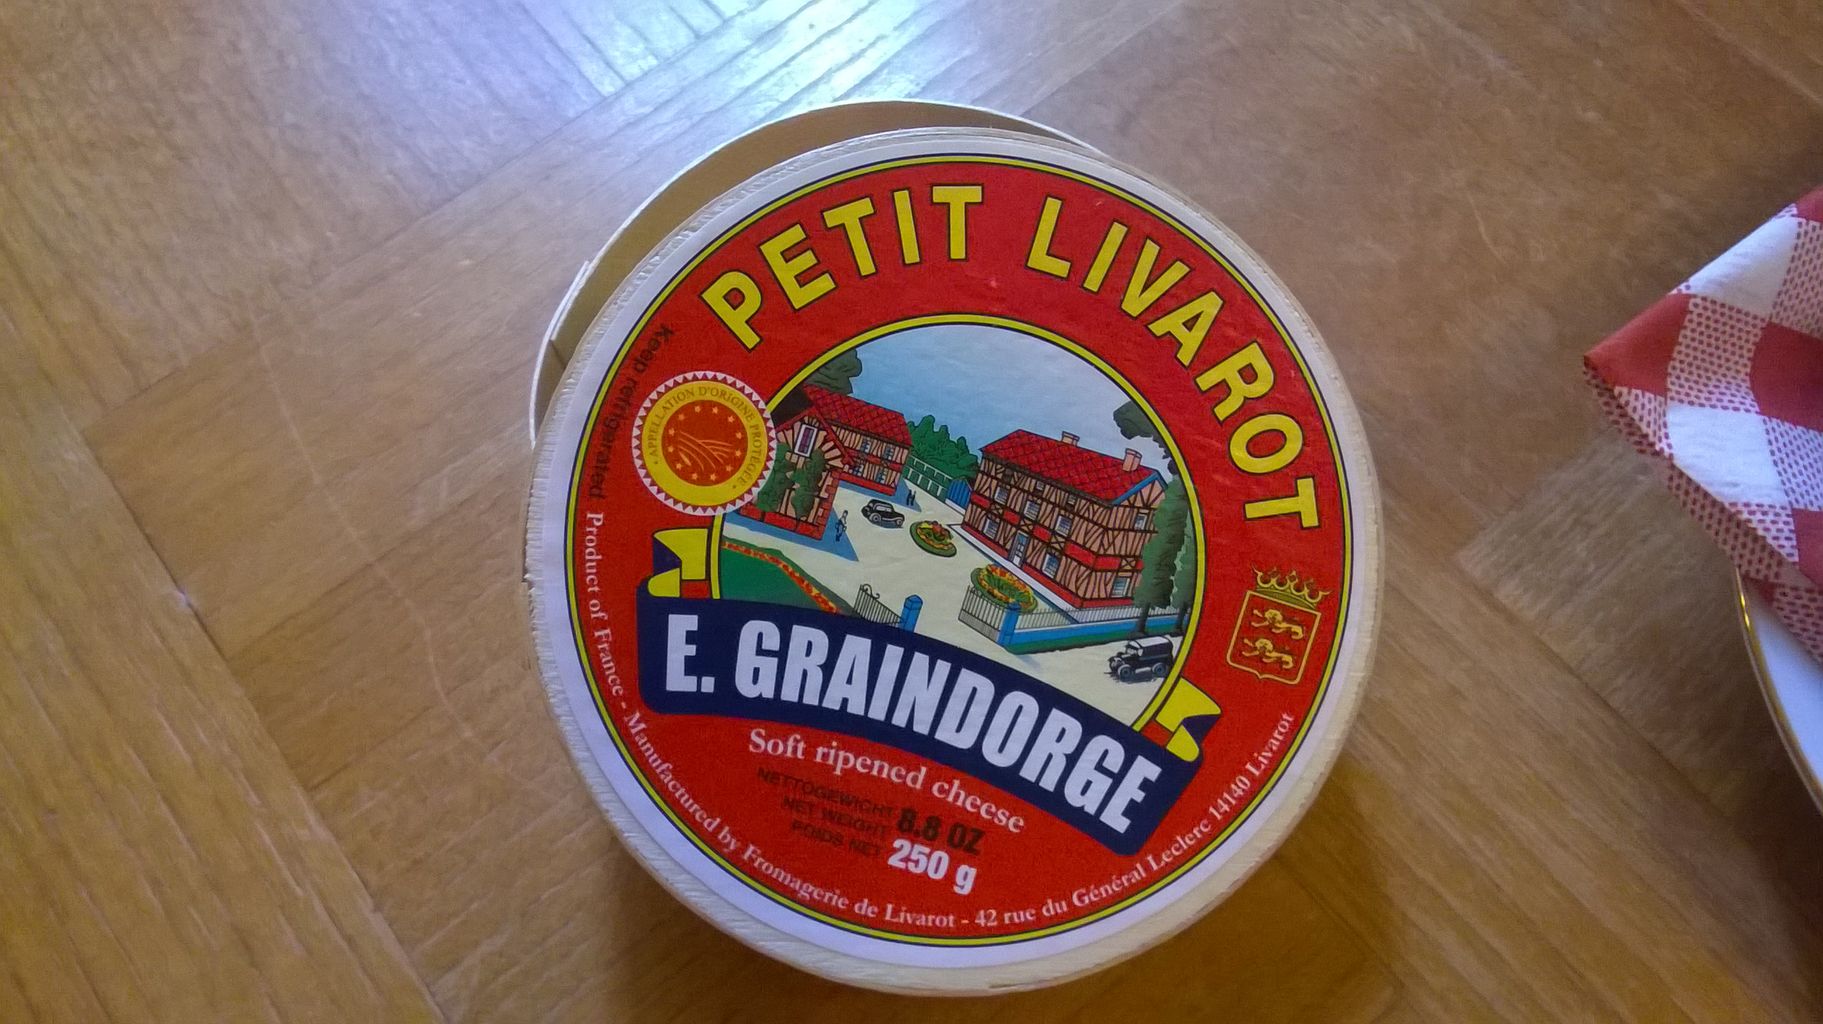 PETIT LIVAROT
Keep refrigerated
APPELLATION D'ORIGINE PROTÉGÉE
E. GRAINDORGE
Soft ripened cheese
NETTOGEWICHT
NET WEIGHT 8.8 OZ
POIDS NET 250 g
Product of France - Manufactured by Fromagerie de Livarot - 42 rue du Général Leclerc 14140 Livarot